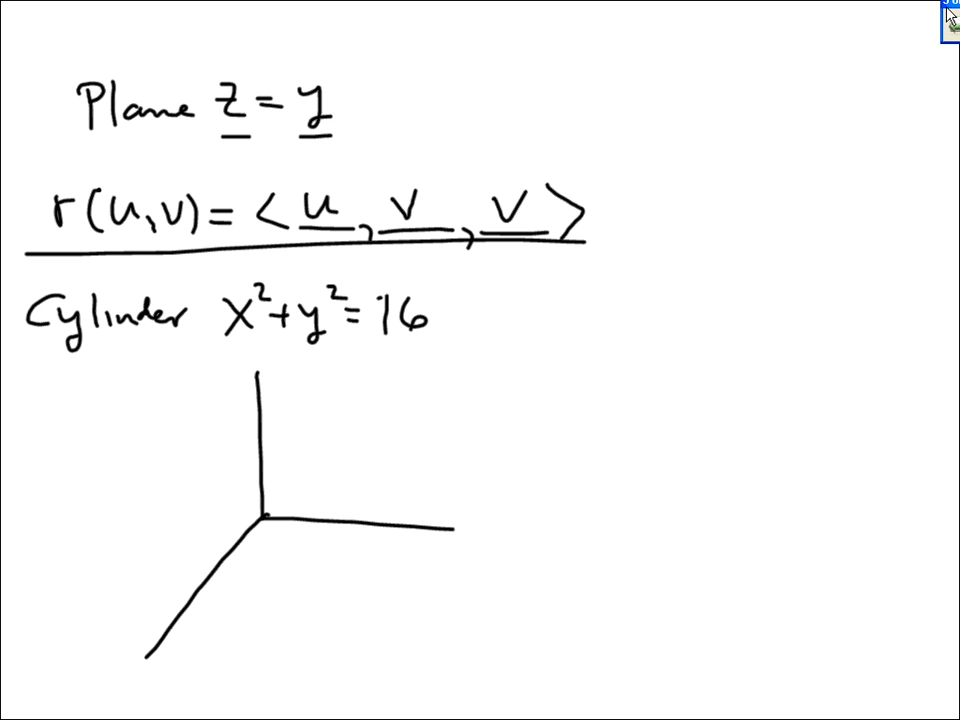 Plane z = y
r(u,v) = <u, v, v>
Cylinder x²+y²=16